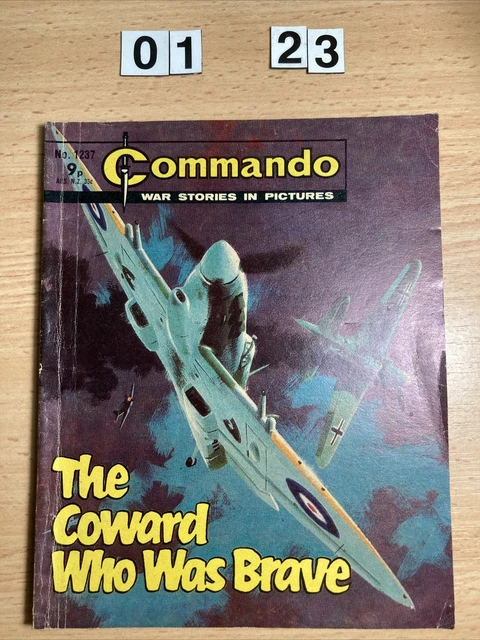 01 23
No. 1237
9p
Commando
WAR STORIES IN PICTURES
The
Coward
Who Was Brave